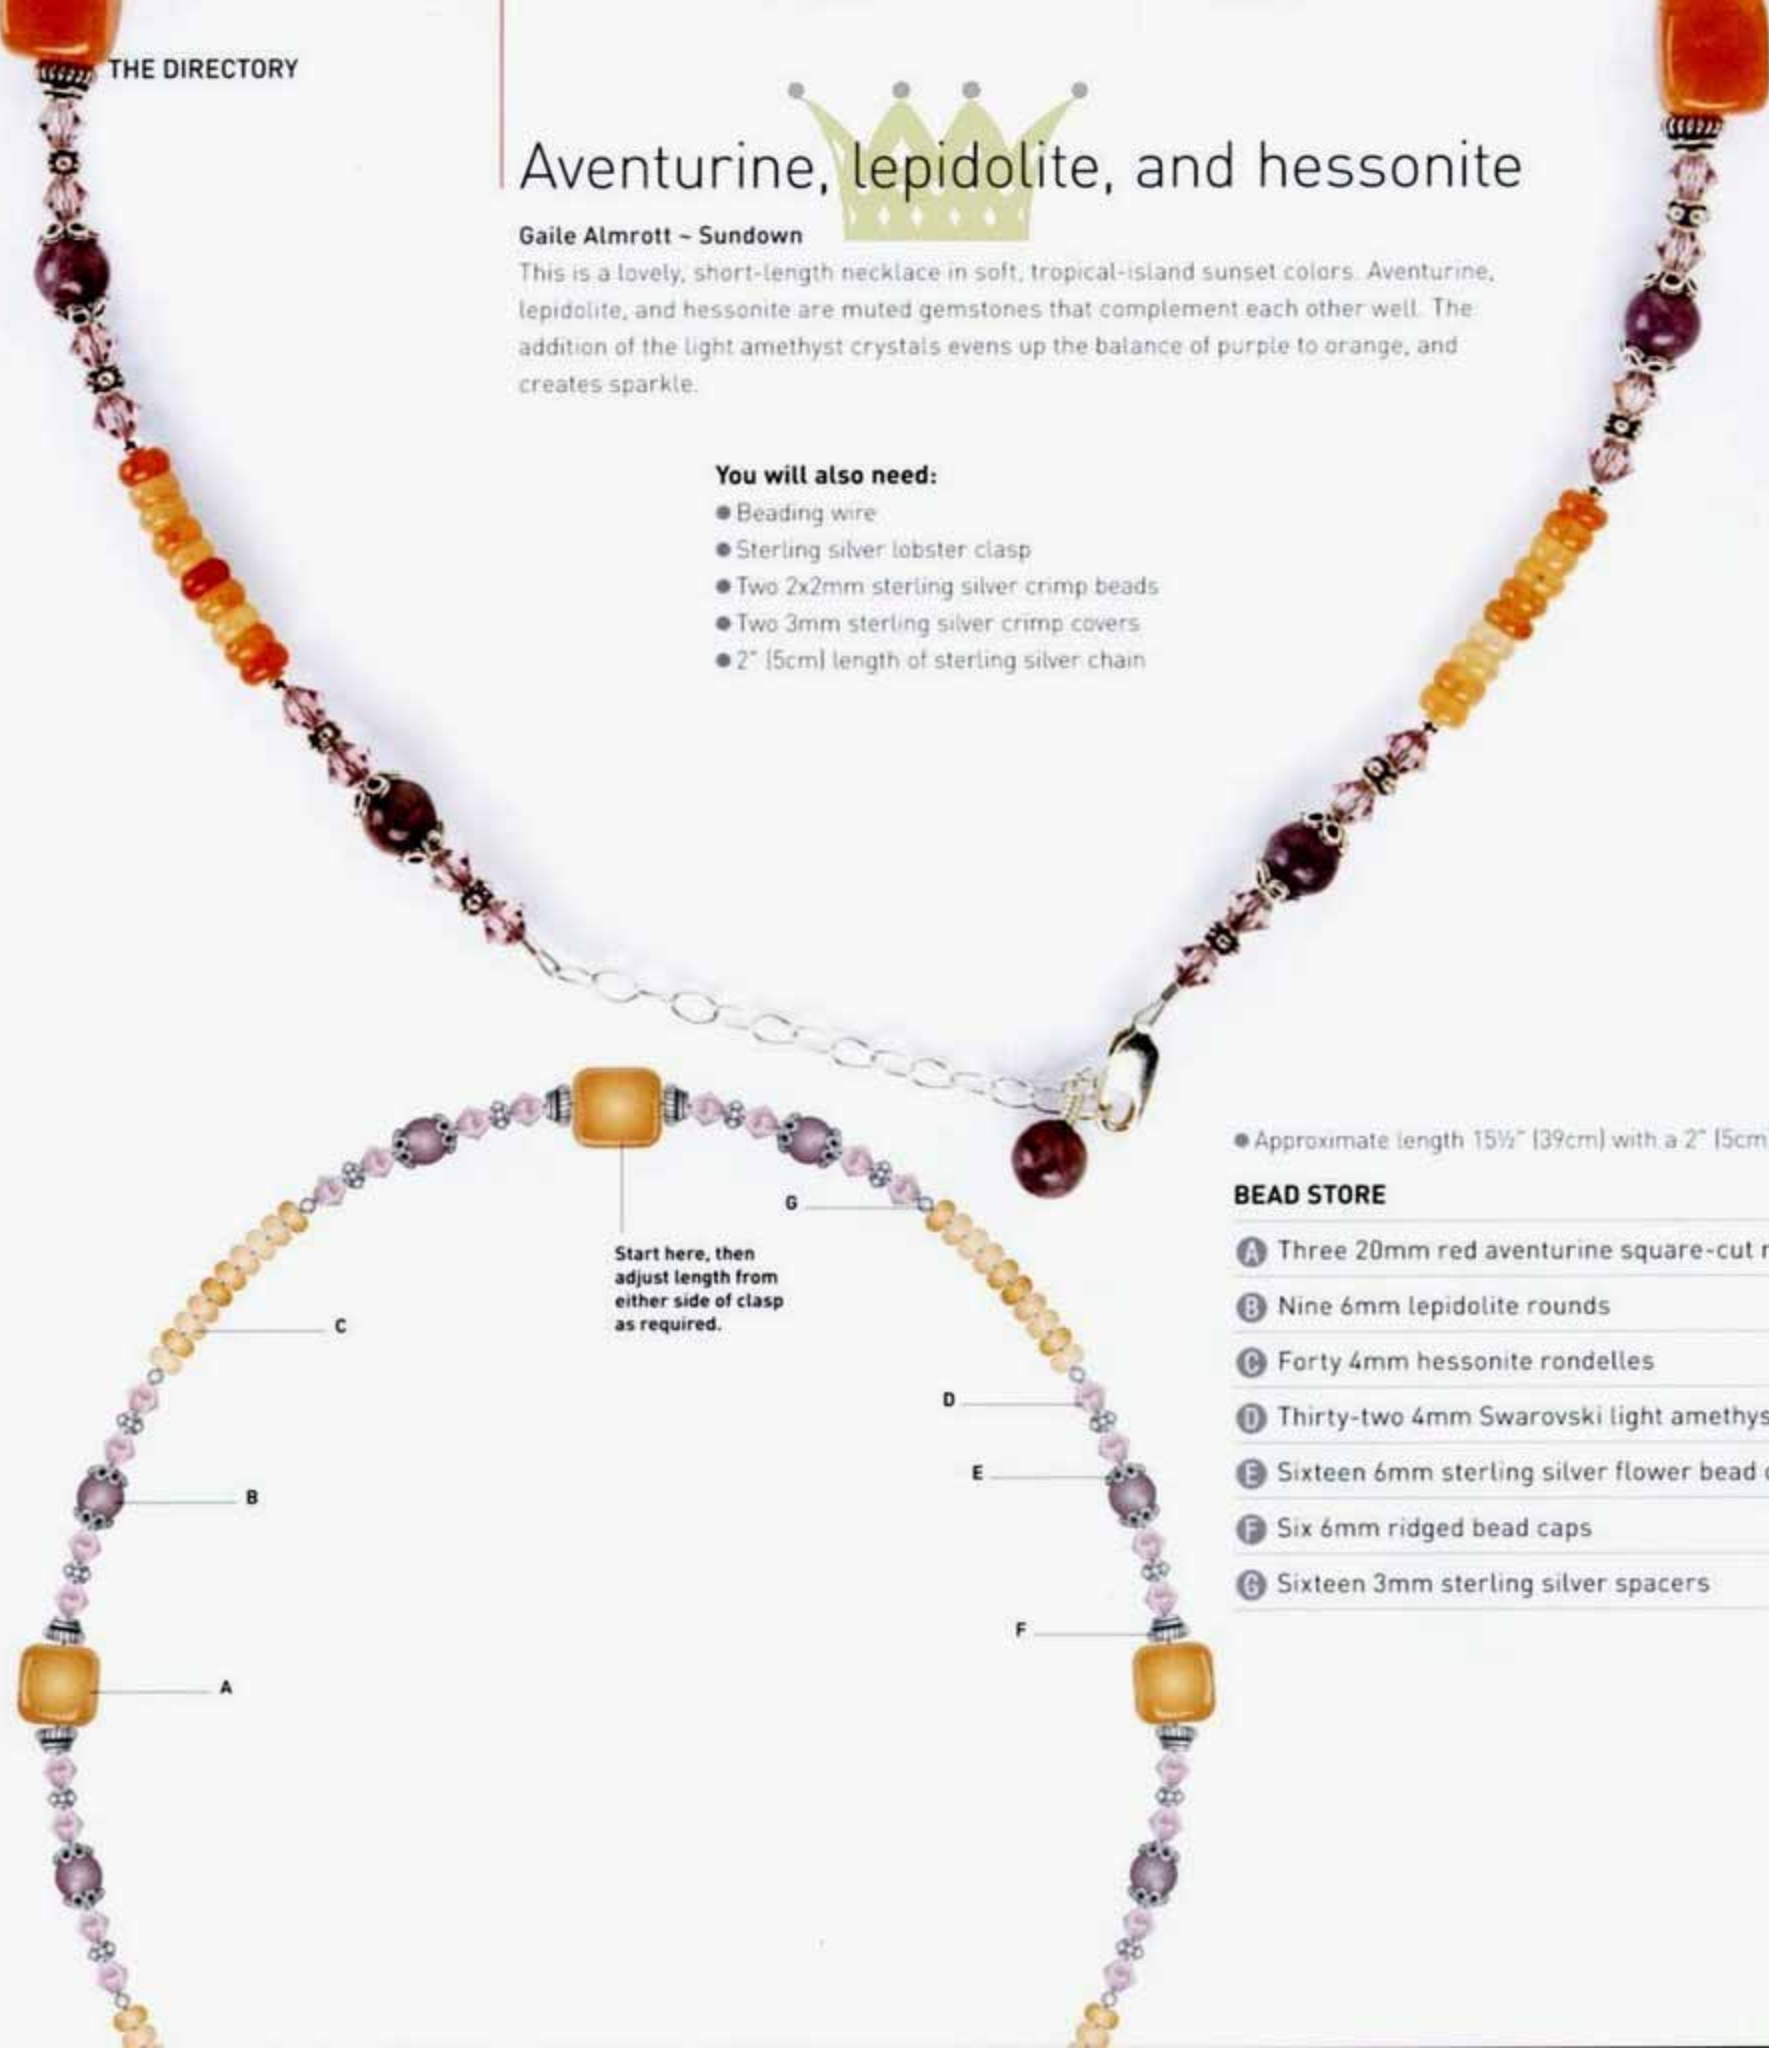 THE DIRECTORY
Aventurine, lepidolite, and hessonite
Gaile Almrott ~ Sundown
This is a lovely, short-length necklace in soft, tropical-island sunset colors. Aventurine,
lepidolite, and hessonite are muted gemstones that complement each other well. The
addition of the light amethyst crystals evens up the balance of purple to orange, and
creates sparkle.
You will also need:
● Beading wire
● Sterling silver lobster clasp
● Two 2x2mm sterling silver crimp beads
● Two 3mm sterling silver crimp covers
● 2" (5cm) length of sterling silver chain
G
Start here, then
adjust length from
either side of clasp
as required.
C
D
E
B
F
A
● Approximate length 15½" (39cm) with a 2" (5cm
BEAD STORE
A Three 20mm red aventurine square-cut
B Nine 6mm lepidolite rounds
C Forty 4mm hessonite rondelles
D Thirty-two 4mm Swarovski light amethys
E Sixteen 6mm sterling silver flower bead
F Six 6mm ridged bead caps
G Sixteen 3mm sterling silver spacers